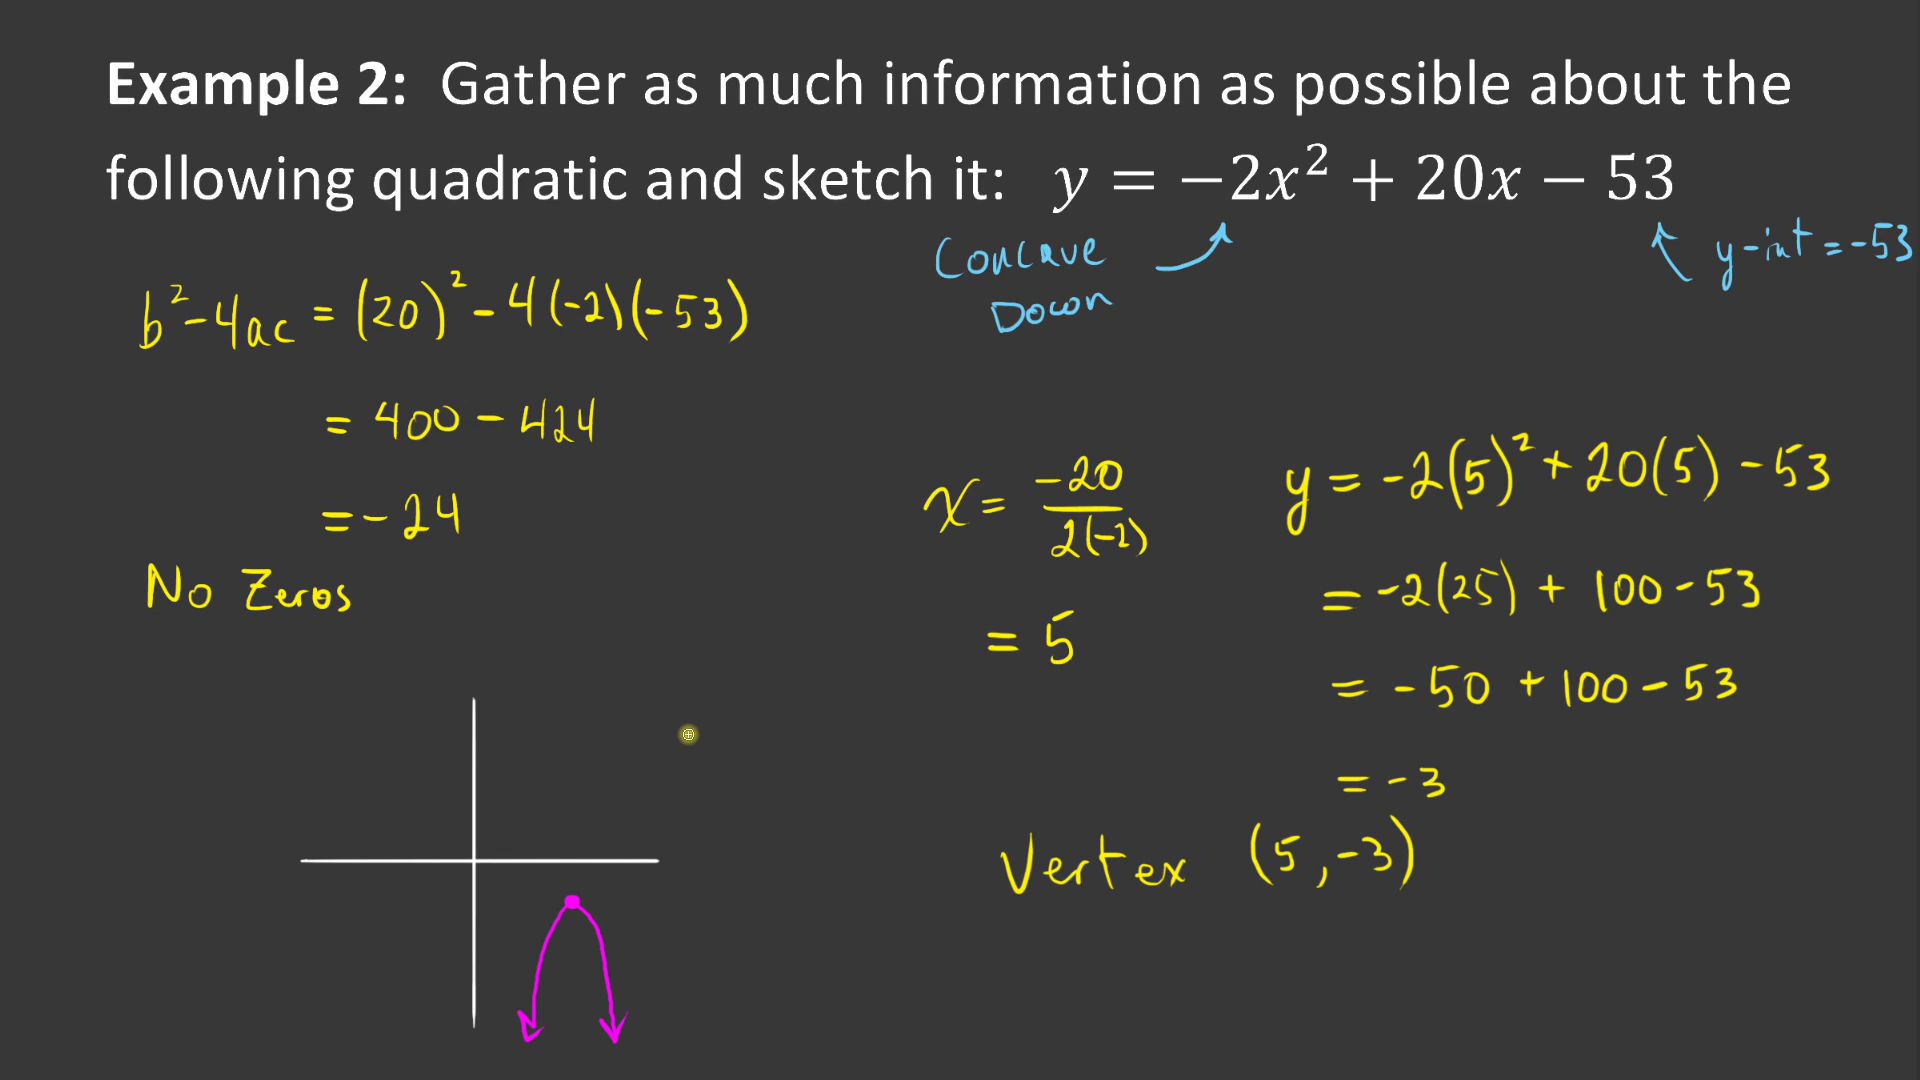 Example 2: Gather as much information as possible about the
following quadratic and sketch it: y = −2x² + 20x − 53
Concave
Down
y-int = -53
b²-4ac = (20)² - 4(-2)(-53)
= 400 - 424
= -24
No Zeros
x = -20/2(-2)
= 5
y = -2(5)² + 20(5) - 53
= -2(25) + 100 - 53
= -50 + 100 - 53
= -3
Vertex (5, -3)